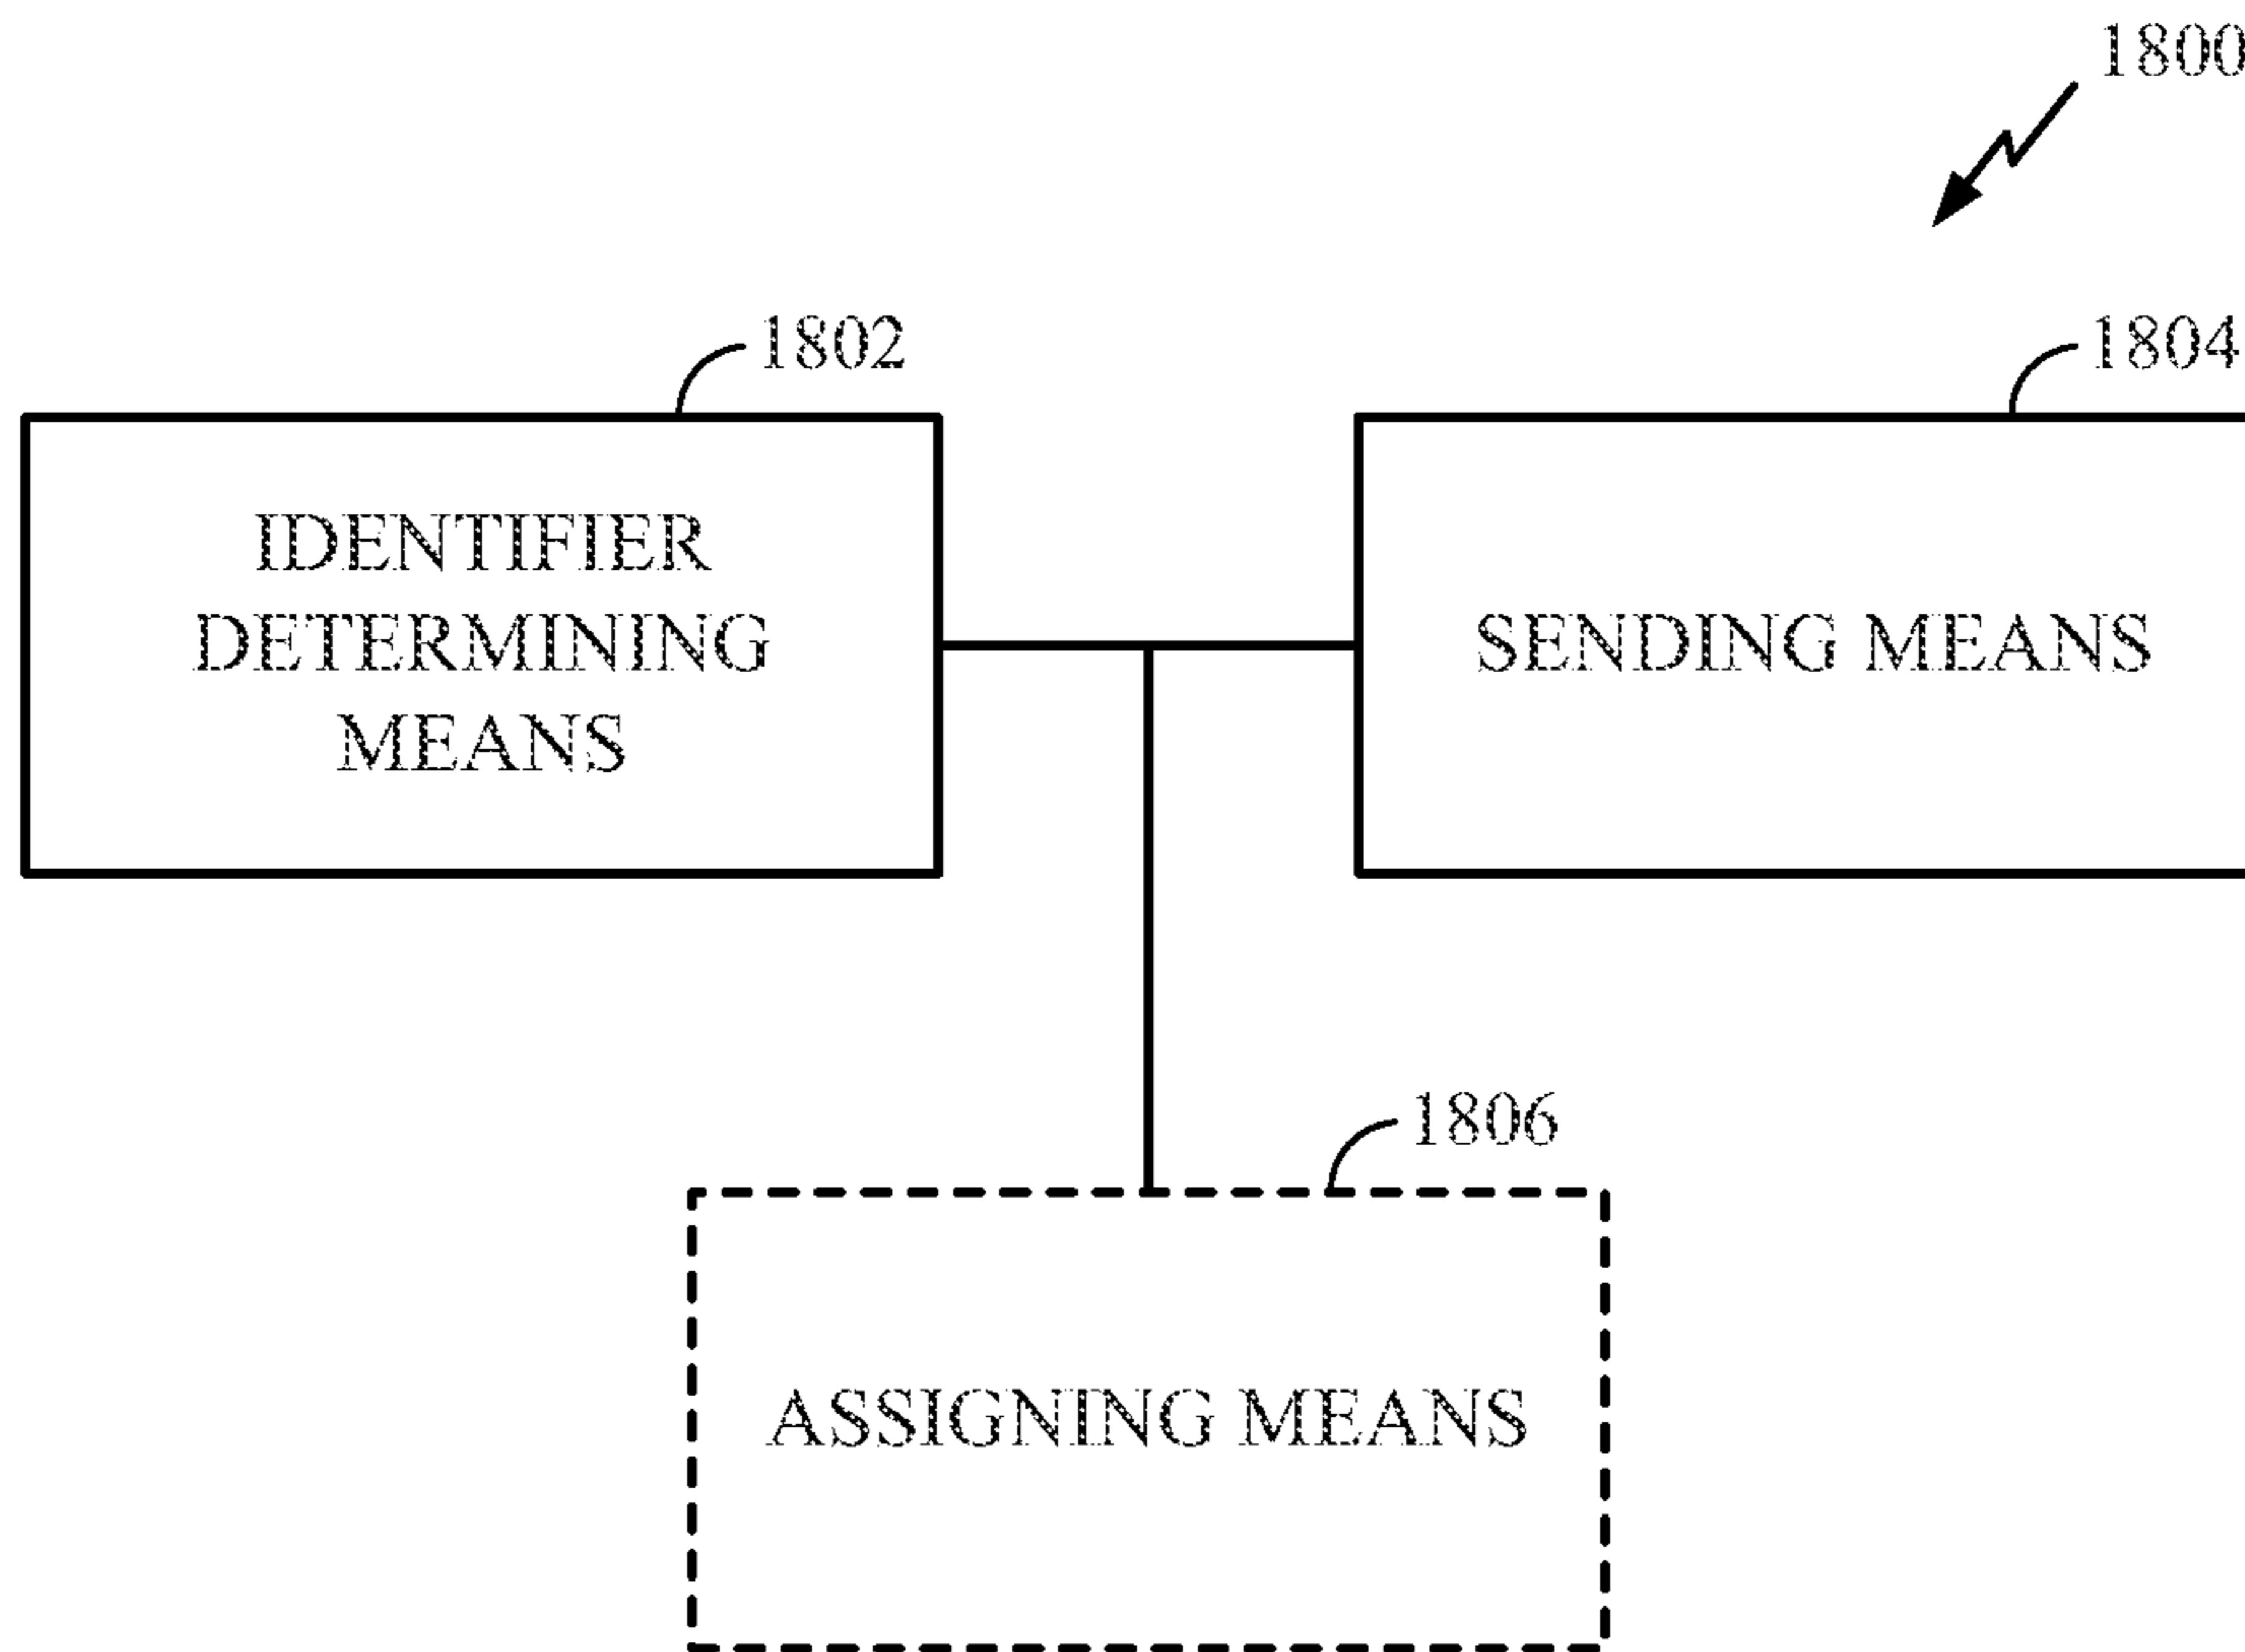 1800
1802
1804
IDENTIFIER
DETERMINING
MEANS
SENDING MEANS
1806
ASSIGNING MEANS